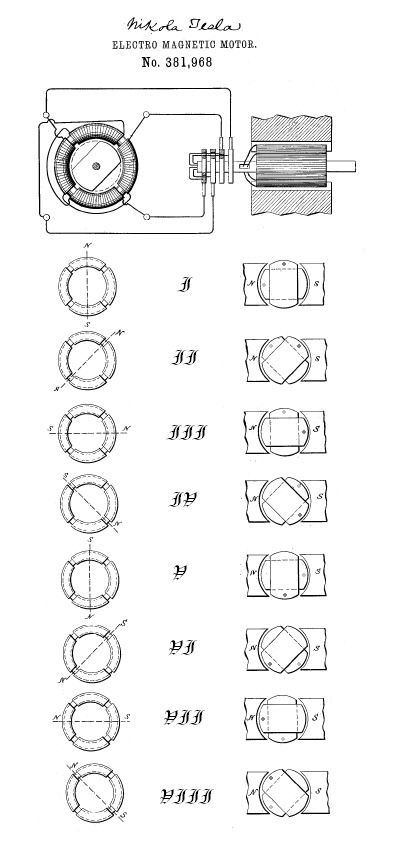 Nikola Tesla
ELECTRO MAGNETIC MOTOR.
No. 381,968
N
I N S
S
N
II N S
S
S N III N S
S
IV N S
N
S
V N S
N
S
VI N S
N
N S VII N S
N
VIII N S
S